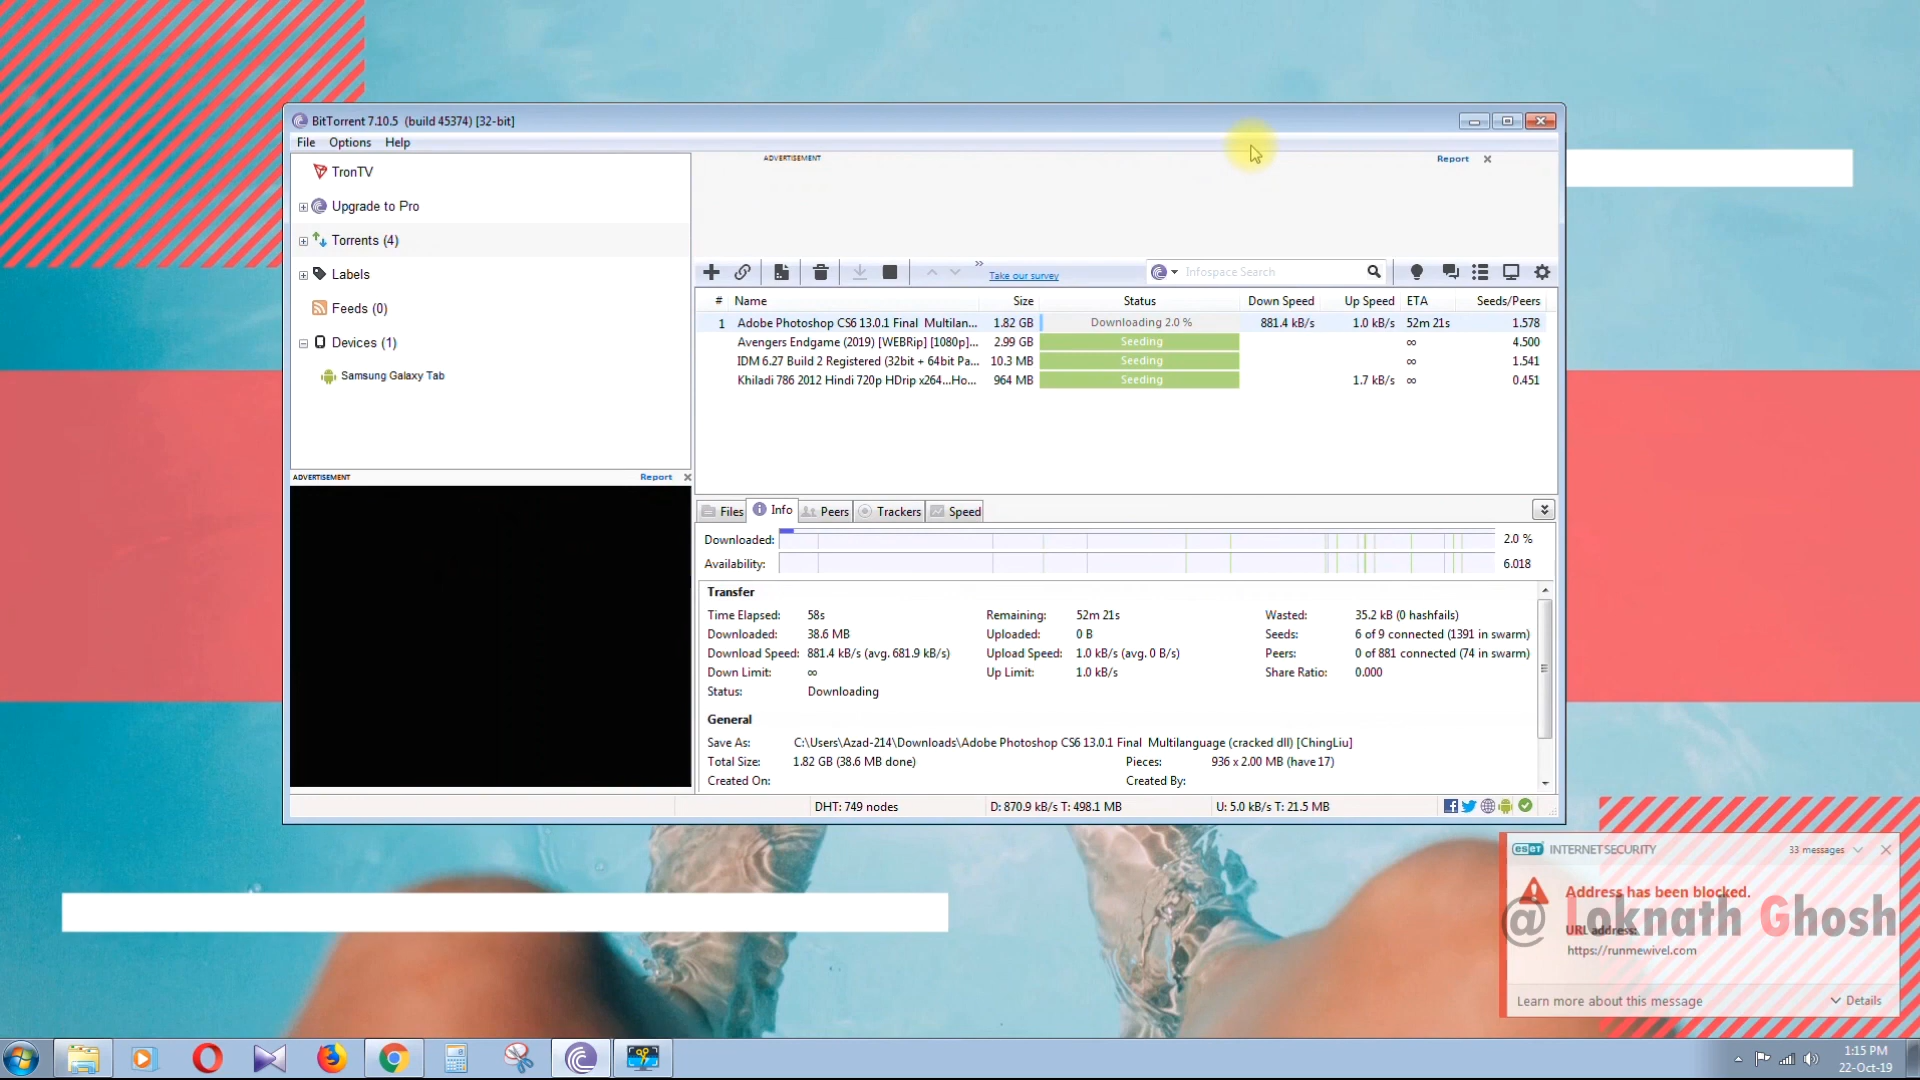 BitTorrent 7.10.5 (build 45374) [32-bit]
File Options Help
TronTV
Upgrade to Pro
Torrents (4)
Labels
Feeds (0)
Devices (1)
Samsung Galaxy Tab
ADVERTISEMENT Report
ADVERTISEMENT Report
Take our survey
Infospace Search
# Name Size Status Down Speed Up Speed ETA Seeds/Peers
1 Adobe Photoshop CS6 13.0.1 Final Multilan... 1.82 GB Downloading 2.0 % 881.4 kB/s 1.0 kB/s 52m 21s 1.578
Avengers Endgame (2019) [WEBRip] [1080p]... 2.99 GB Seeding ∞ 4.500
IDM 6.27 Build 2 Registered (32bit + 64bit Pa... 10.3 MB Seeding ∞ 1.541
Khiladi 786 2012 Hindi 720p HDrip x264...Ho... 964 MB Seeding 1.7 kB/s ∞ 0.451
Files Info Peers Trackers Speed
Downloaded: 2.0 %
Availability: 6.018
Transfer
Time Elapsed: 58s Remaining: 52m 21s Wasted: 35.2 kB (0 hashfails)
Downloaded: 38.6 MB Uploaded: 0 B Seeds: 6 of 9 connected (1391 in swarm)
Download Speed: 881.4 kB/s (avg. 681.9 kB/s) Upload Speed: 1.0 kB/s (avg. 0 B/s) Peers: 0 of 881 connected (74 in swarm)
Down Limit: ∞ Up Limit: 1.0 kB/s Share Ratio: 0.000
Status: Downloading
General
Save As: C:\Users\Azad-214\Downloads\Adobe Photoshop CS6 13.0.1 Final Multilanguage (cracked dll) [ChingLiu]
Total Size: 1.82 GB (38.6 MB done) Pieces: 936 x 2.00 MB (have 17)
Created On: Created By:
DHT: 749 nodes D: 870.9 kB/s T: 498.1 MB U: 5.0 kB/s T: 21.5 MB
eset INTERNET SECURITY 33 messages
Address has been blocked.
@ Loknath Ghosh
URL address:
https://runmewivel.com
Learn more about this message Details
1:15 PM
22-Oct-19